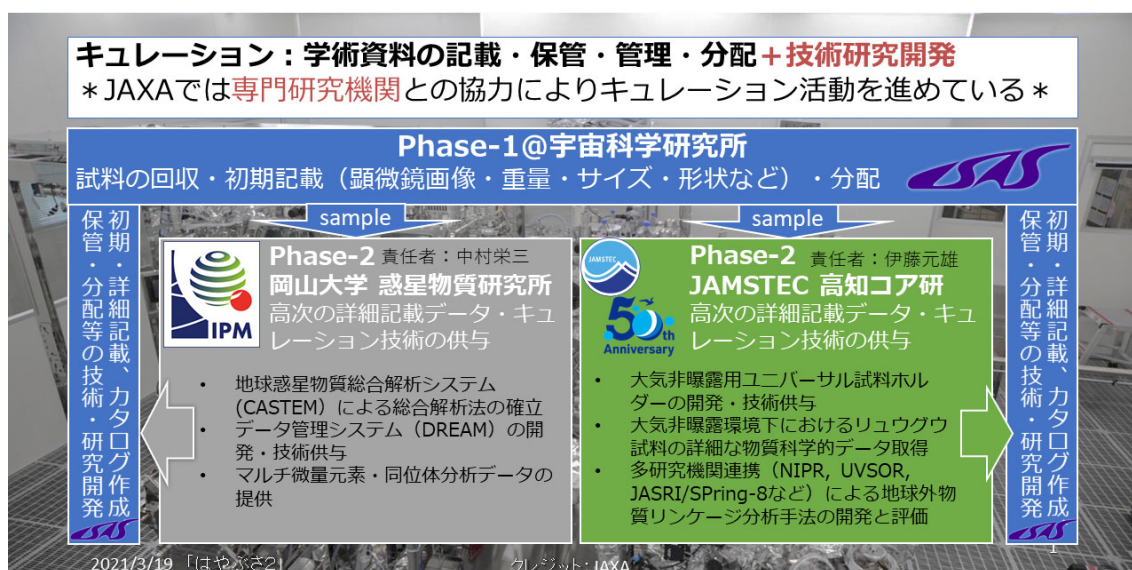 キュレーション：学術資料の記載・保管・管理・分配＋技術研究開発
＊JAXAでは専門研究機関との協力によりキュレーション活動を進めている＊
Phase-1@宇宙科学研究所
試料の回収・初期記載（顕微鏡画像・重量・サイズ・形状など）・分配
ISAS
初期・詳細記載、カタログ作成
保管・分配等の技術・研究開発
ISAS
sample
Phase-2 責任者：中村栄三
岡山大学 惑星物質研究所
高次の詳細記載データ・キュ
レーション技術の供与
IPM
・ 地球惑星物質総合解析システム
(CASTEM）による総合解析法の確立
・ データ管理システム（DREAM）の開
発・技術供与
・ マルチ微量元素・同位体分析データの
提供
sample
JAMSTEC
50th
Anniversary
Phase-2 責任者：伊藤元雄
JAMSTEC 高知コア研
高次の詳細記載データ・キュ
レーション技術の供与
・ 大気非曝露用ユニバーサル試料ホル
ダーの開発・技術供与
・ 大気非曝露環境下におけるリュウグウ
試料の詳細な物質科学的データ取得
・ 多研究機関連携（NIPR, UVSOR,
JASRI/SPring-8など）による地球外物
質リンケージ分析手法の開発と評価
初期・詳細記載、カタログ作成
保管・分配等の技術・研究開発
ISAS
2021/3/19 「はやぶさ2」
クレジット：JAXA
1